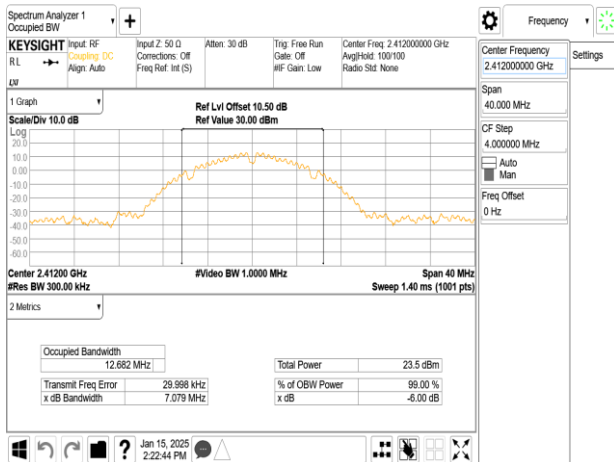 Spectrum Analyzer 1
Occupied BW
Frequency
KEYSIGHT
RL
LXI
Input: RF
Coupling: DC
Align: Auto
Input Z: 50 Ω
Corrections: Off
Freq Ref: Int (S)
Atten: 30 dB
Trig: Free Run
Gate: Off
#IF Gain: Low
Center Freq: 2.412000000 GHz
Avg|Hold: 100/100
Radio Std: None
Center Frequency
2.412000000 GHz
Settings
Span
40.000 MHz
CF Step
4.000000 MHz
Auto
Man
Freq Offset
0 Hz
1 Graph
Scale/Div 10.0 dB
Ref Lvl Offset 10.50 dB
Ref Value 30.00 dBm
Log
20.0
10.0
0.00
-10.0
-20.0
-30.0
-40.0
-50.0
-60.0
Center 2.41200 GHz
#Video BW 1.0000 MHz
Span 40 MHz
#Res BW 300.00 kHz
Sweep 1.40 ms (1001 pts)
2 Metrics
Occupied Bandwidth
12.682 MHz
Total Power 23.5 dBm
Transmit Freq Error 29.998 kHz
% of OBW Power 99.00 %
x dB Bandwidth 7.079 MHz
x dB -6.00 dB
?
Jan 15, 2025
2:22:44 PM